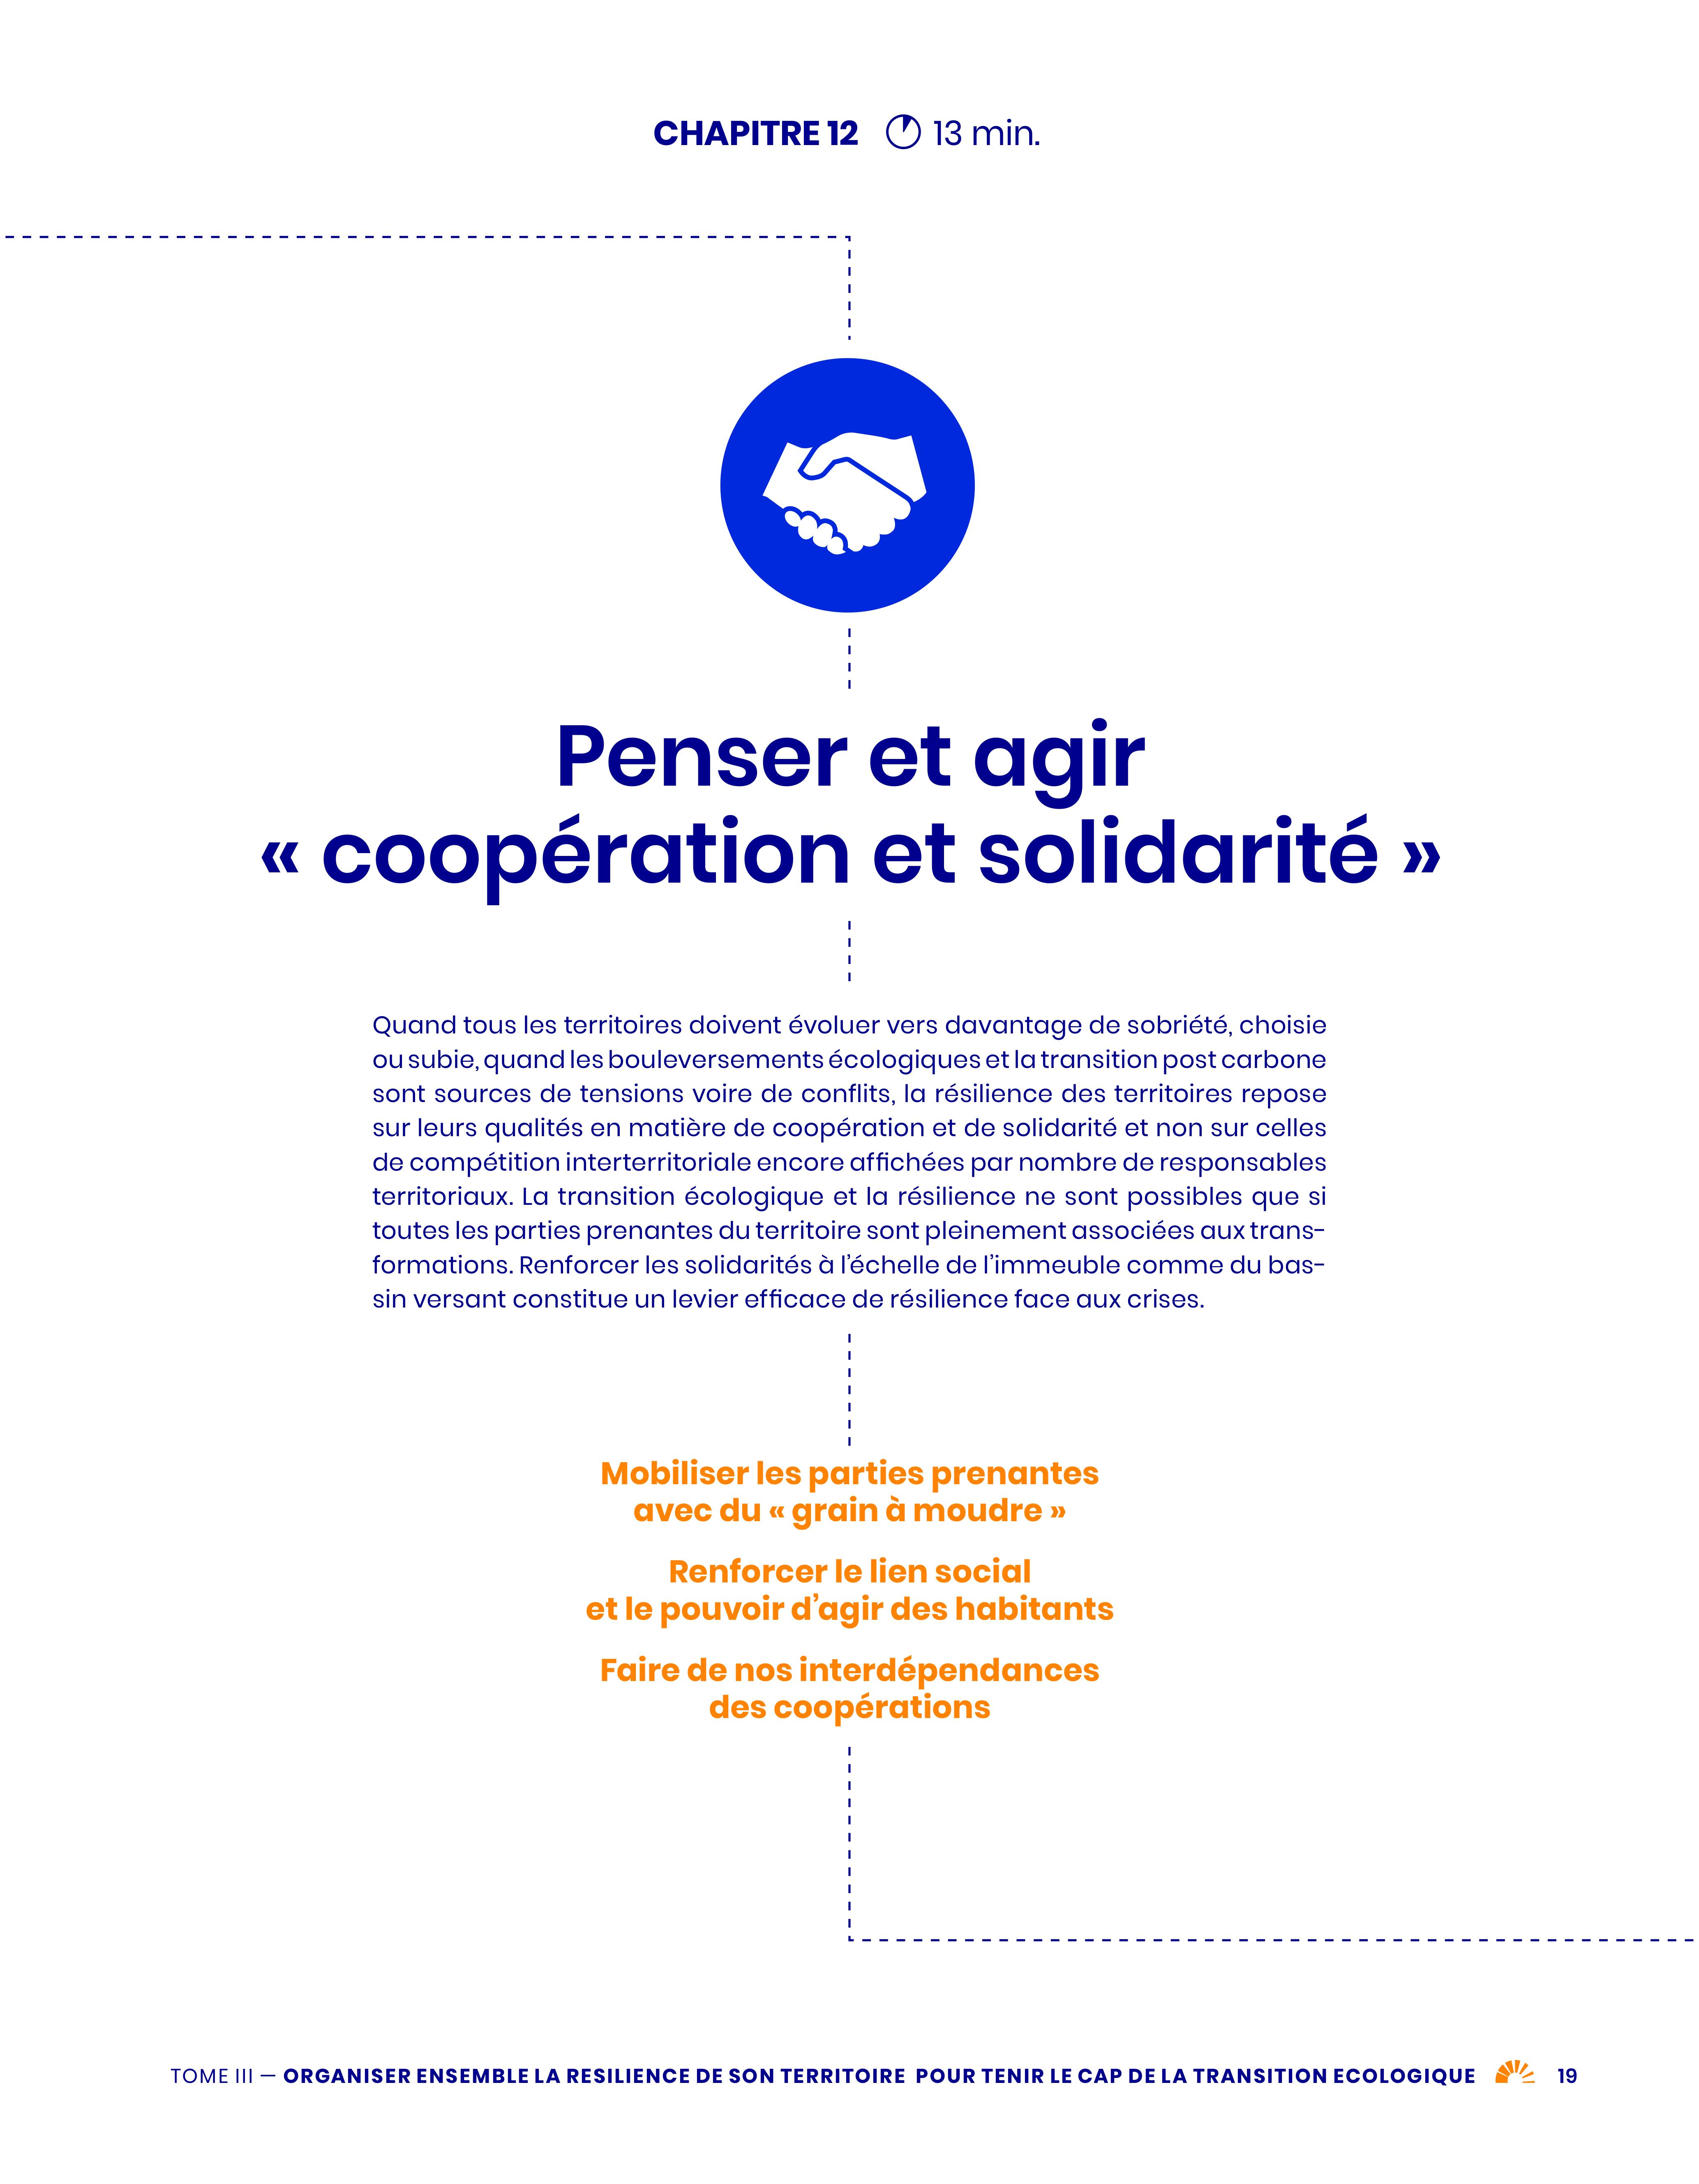 CHAPITRE 12 13 min.
Penser et agir
« coopération et solidarité »
Quand tous les territoires doivent évoluer vers davantage de sobriété, choisie
ou subie, quand les bouleversements écologiques et la transition post carbone
sont sources de tensions voire de conflits, la résilience des territoires repose
sur leurs qualités en matière de coopération et de solidarité et non sur celles
de compétition interterritoriale encore affichées par nombre de responsables
territoriaux. La transition écologique et la résilience ne sont possibles que si
toutes les parties prenantes du territoire sont pleinement associées aux trans-
formations. Renforcer les solidarités à l’échelle de l’immeuble comme du bas-
sin versant constitue un levier efficace de résilience face aux crises.
Mobiliser les parties prenantes
avec du « grain à moudre »
Renforcer le lien social
et le pouvoir d’agir des habitants
Faire de nos interdépendances
des coopérations
TOME III — ORGANISER ENSEMBLE LA RESILIENCE DE SON TERRITOIRE POUR TENIR LE CAP DE LA TRANSITION ECOLOGIQUE 19